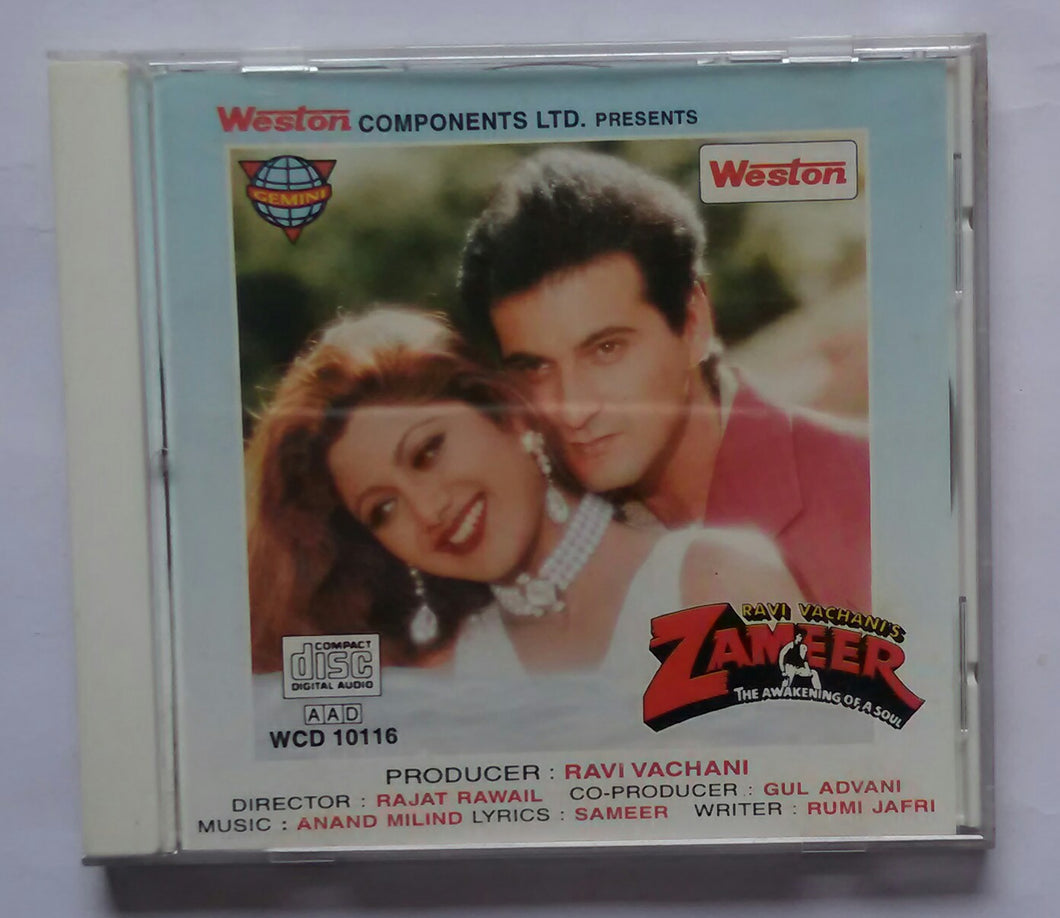 Weston COMPONENTS LTD. PRESENTS
GEMINI
Weston
RAVI VACHANI'S
ZAMEER
THE AWAKENING OF A SOUL
COMPACT
disc
DIGITAL AUDIO
AAD
WCD 10116
PRODUCER : RAVI VACHANI
DIRECTOR : RAJAT RAWAIL CO-PRODUCER : GUL ADVANI
MUSIC : ANAND MILIND LYRICS : SAMEER WRITER : RUMI JAFRI